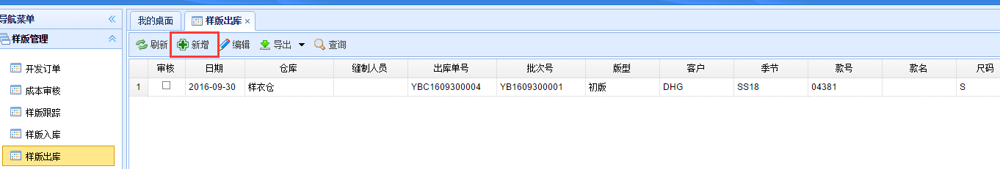 导航菜单
样版管理
开发订单
成本审核
样版跟踪
样版入库
样版出库
我的桌面 样版出库 ×
刷新 新增 编辑 导出 查询
审核 日期 仓库 缝制人员 出库单号 批次号 版型 客户 季节 款号 款名 尺码
1 2016-09-30 样衣仓 YBC1609300004 YB1609300001 初版 DHG SS18 04381 S